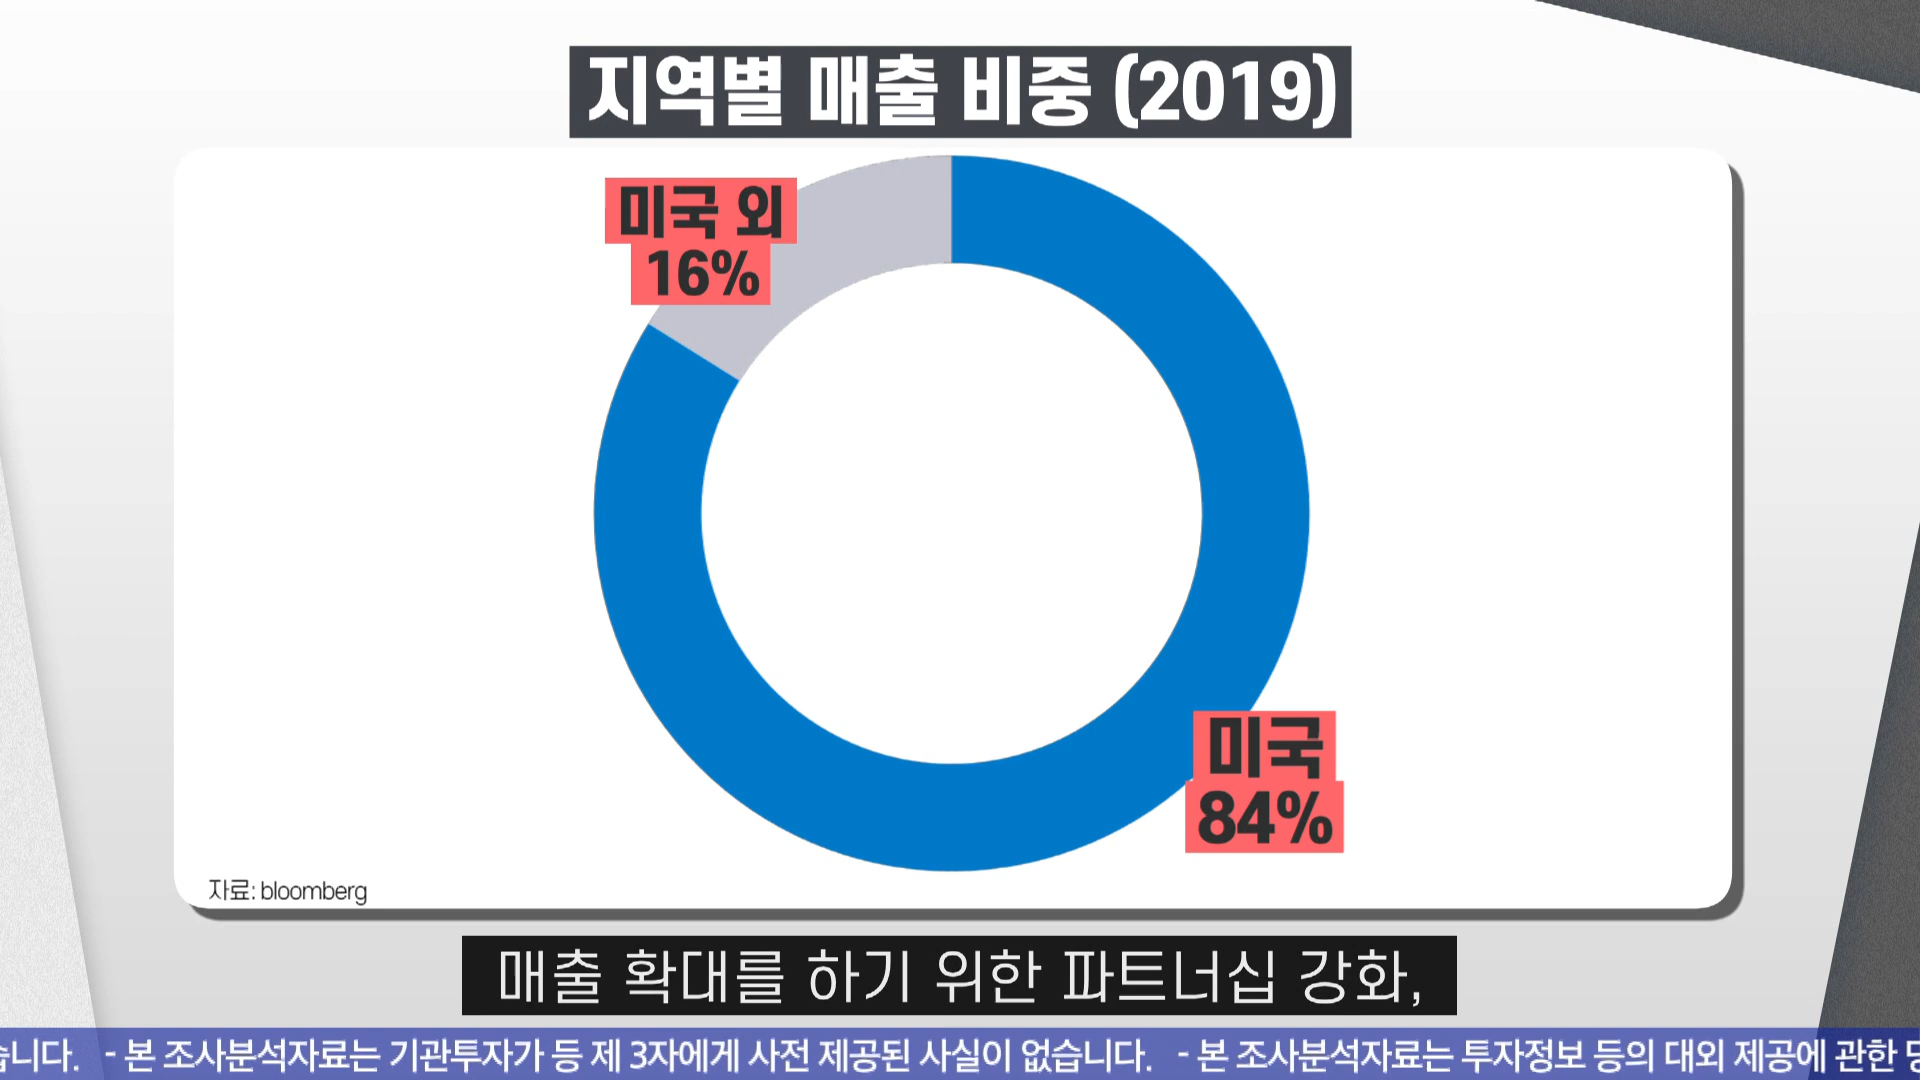 지역별 매출 비중 (2019)
미국 외
16%
미국
84%
자료: bloomberg
매출 확대를 하기 위한 파트너십 강화,
습니다. - 본 조사분석자료는 기관투자가 등 제 3자에게 사전 제공된 사실이 없습니다. - 본 조사분석자료는 투자정보 등의 대외 제공에 관한